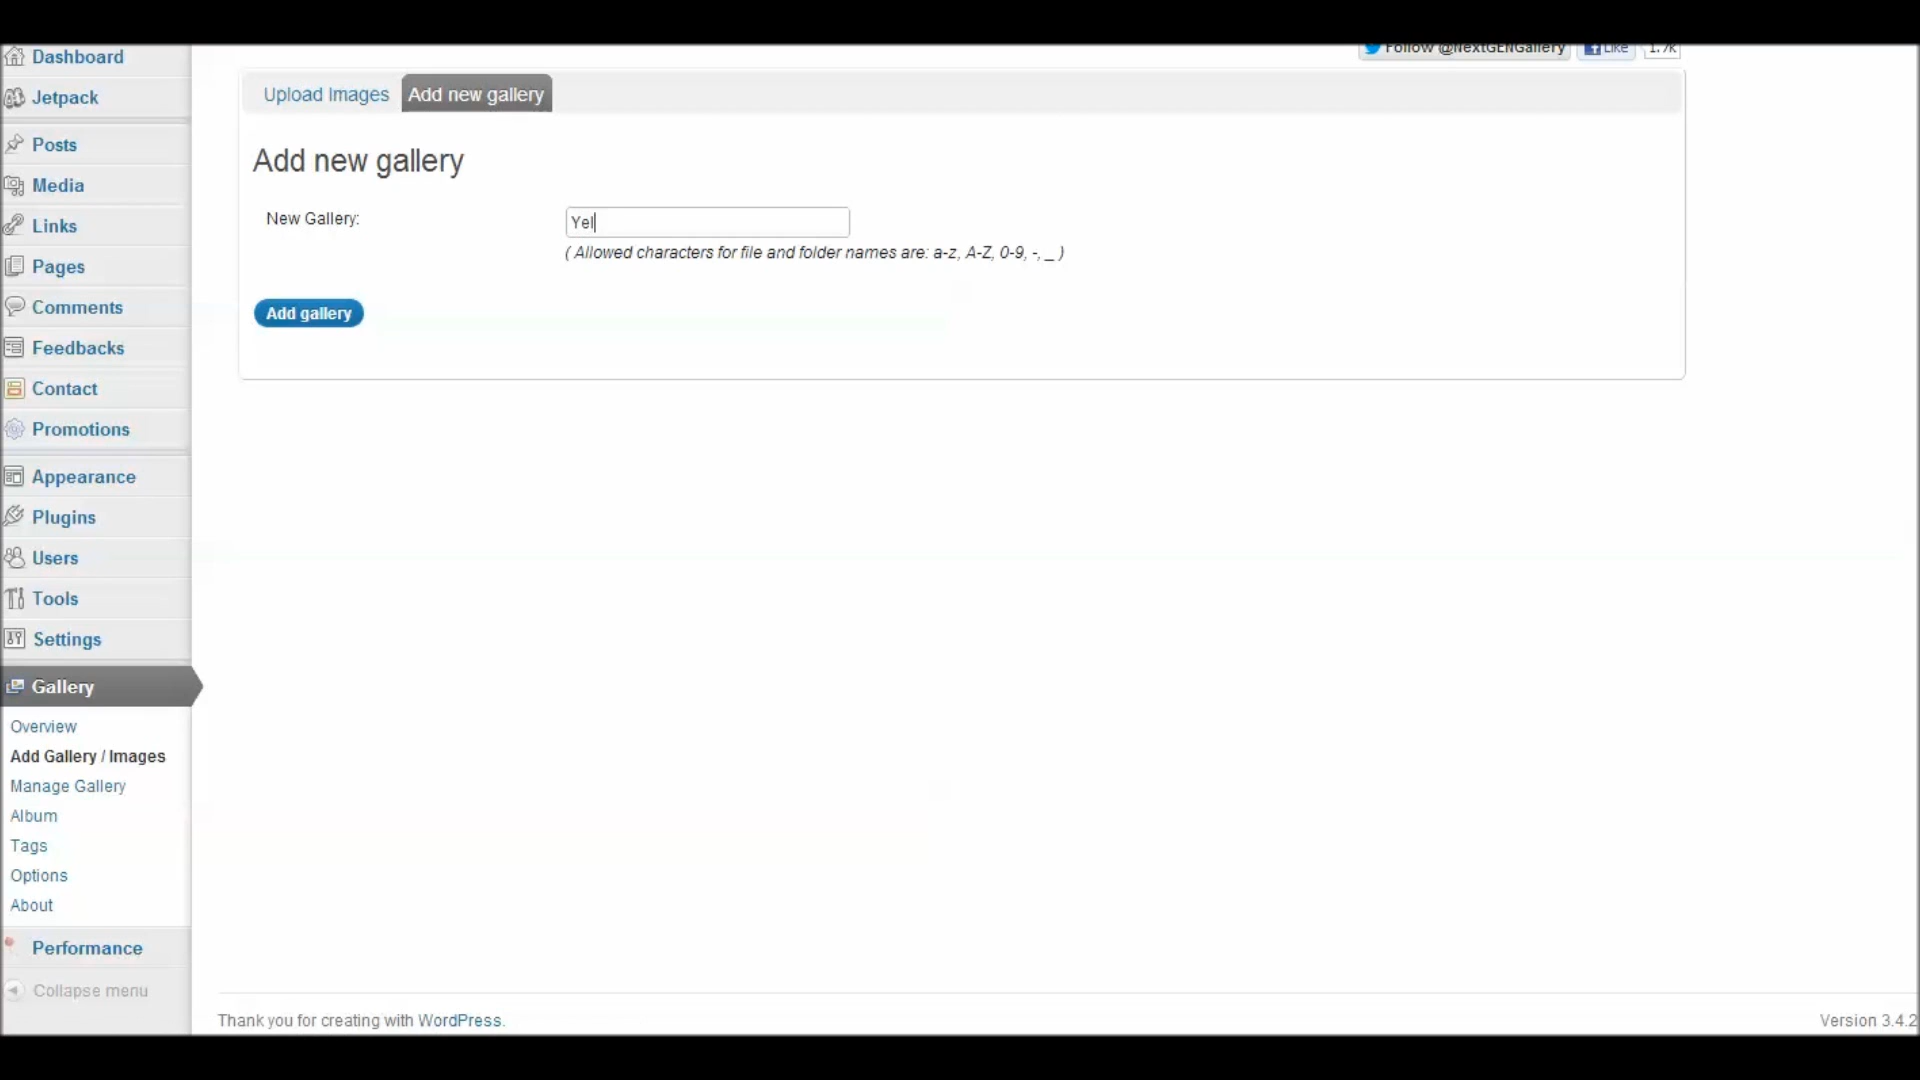 Dashboard
Jetpack
Posts
Media
Links
Pages
Comments
Feedbacks
Contact
Promotions
Appearance
Plugins
Users
Tools
Settings
Gallery
Overview
Add Gallery / Images
Manage Gallery
Album
Tags
Options
About
Performance
Collapse menu
Follow @NextGENGallery Like 1.7k
Upload Images Add new gallery
Add new gallery
New Gallery: Yel
( Allowed characters for file and folder names are: a-z, A-Z, 0-9, -, _ )
Add gallery
Thank you for creating with WordPress. Version 3.4.2